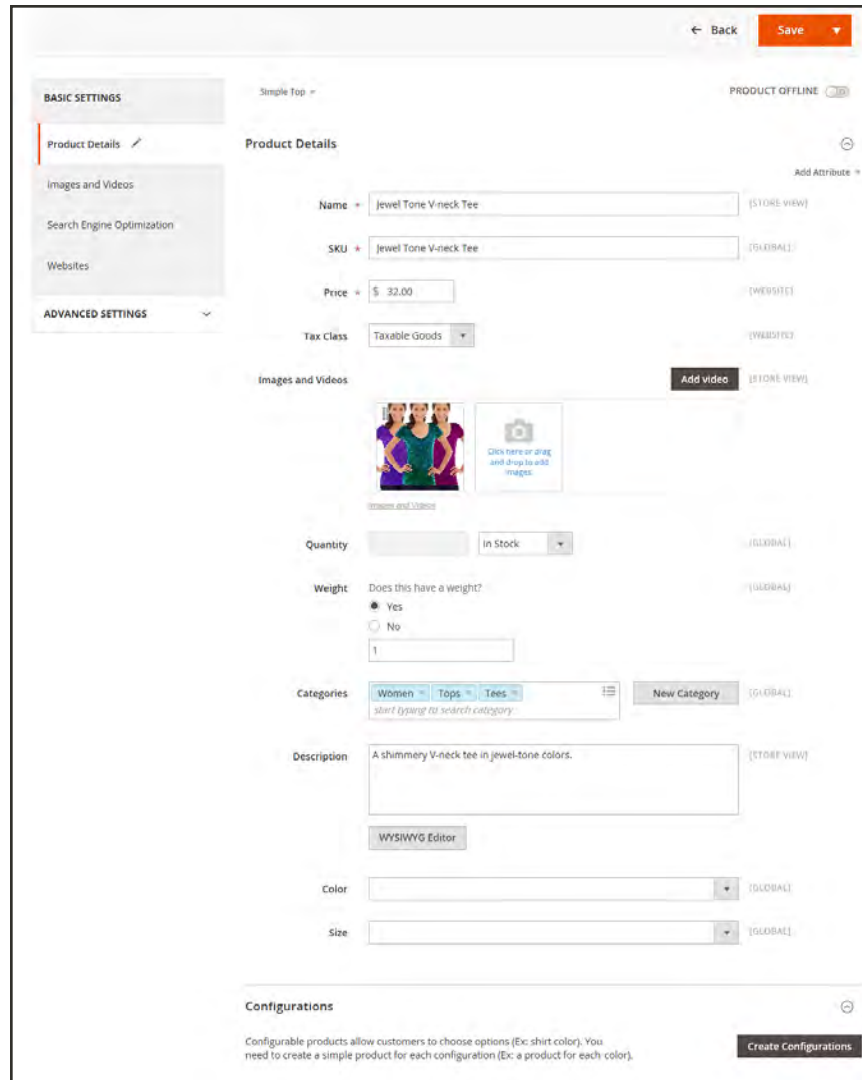 ← Back
Save
BASIC SETTINGS
Simple Top
PRODUCT OFFLINE
Product Details
Product Details
Add Attribute
Images and Videos
Name * Jewel Tone V-neck Tee [STORE VIEW]
Search Engine Optimization
SKU * Jewel Tone V-neck Tee [GLOBAL]
Websites
Price * $ 32.00 [WEBSITE]
ADVANCED SETTINGS
Tax Class Taxable Goods [WEBSITE]
Images and Videos Add video [STORE VIEW]
Click here or drag
and drop to add
images.
Images and Videos
Quantity In Stock [GLOBAL]
Weight Does this have a weight? [GLOBAL]
Yes
No
1
Categories Women Tops Tees New Category [GLOBAL]
start typing to search category
Description A shimmery V-neck tee in jewel-tone colors. [STORE VIEW]
WYSIWYG Editor
Color [GLOBAL]
Size [GLOBAL]
Configurations
Configurable products allow customers to choose options (Ex: shirt color). You
need to create a simple product for each configuration (Ex: a product for each color).
Create Configurations